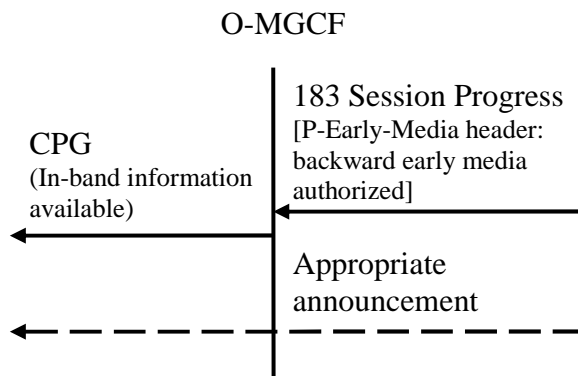 O-MGCF
183 Session Progress
[P-Early-Media header:
backward early media
authorized]
CPG
(In-band information
available)
Appropriate
announcement